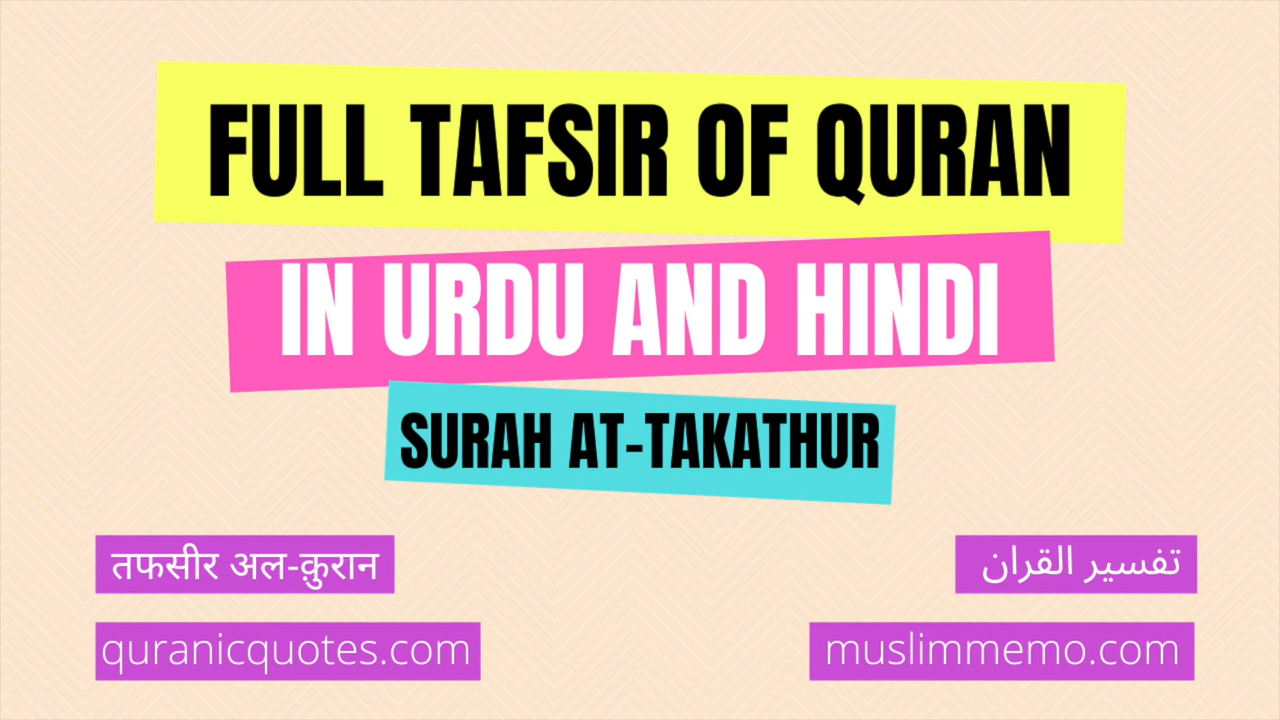 FULL TAFSIR OF QURAN
IN URDU AND HINDI
SURAH AT-TAKATHUR
तफसीर अल-क़ुरान
تفسير القران
quranicquotes.com
muslimmemo.com